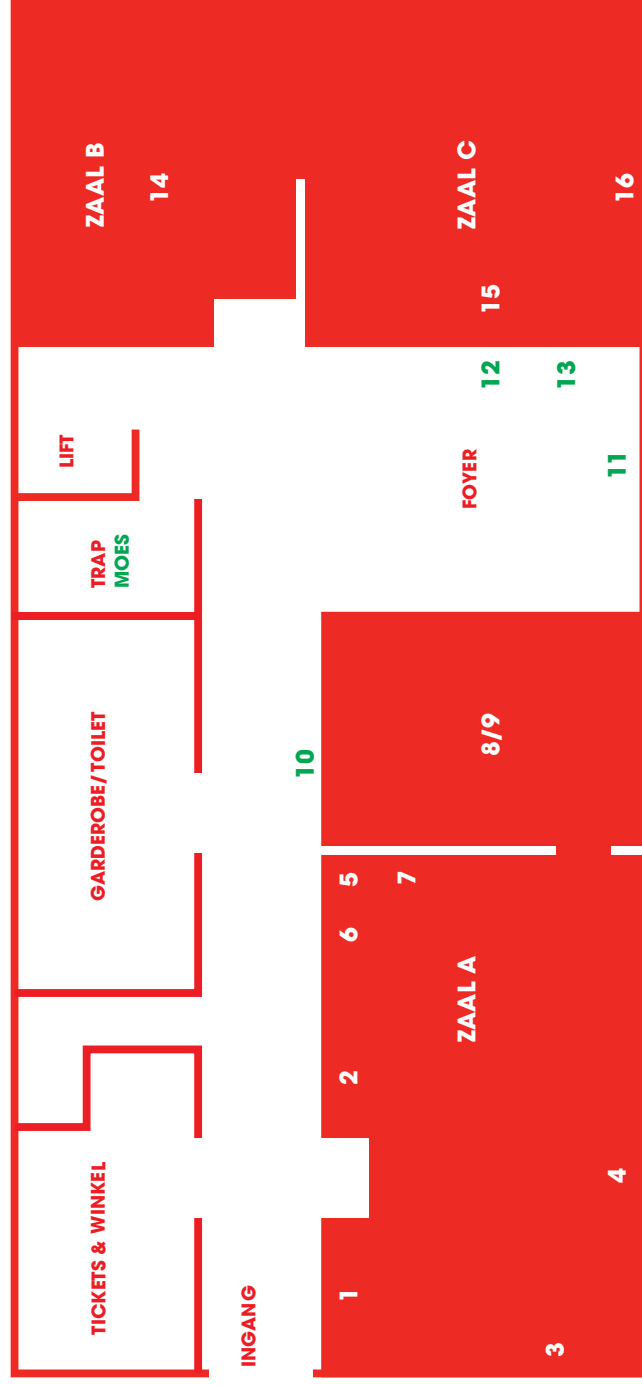 TICKETS & WINKEL
GARDEROBE/TOILET
TRAP
MOES
LIFT
ZAAL B
14
INGANG
10
1
2
6
5
7
ZAAL A
3
4
8/9
FOYER
12
13
11
15
ZAAL C
16